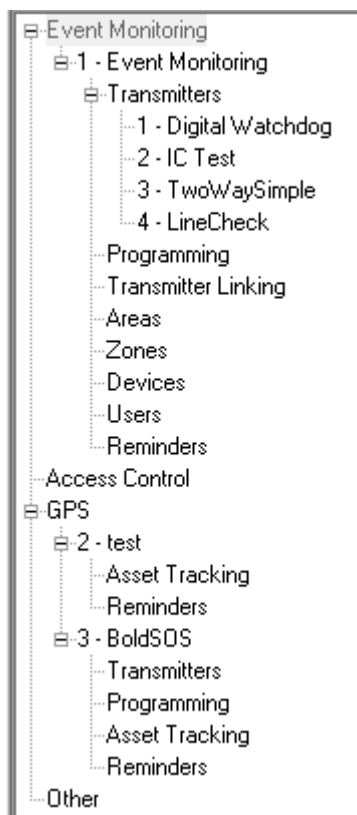 Event Monitoring
1 - Event Monitoring
Transmitters
1 - Digital Watchdog
2 - IC Test
3 - TwoWaySimple
4 - LineCheck
Programming
Transmitter Linking
Areas
Zones
Devices
Users
Reminders
Access Control
GPS
2 - test
Asset Tracking
Reminders
3 - BoldSOS
Transmitters
Programming
Asset Tracking
Reminders
Other